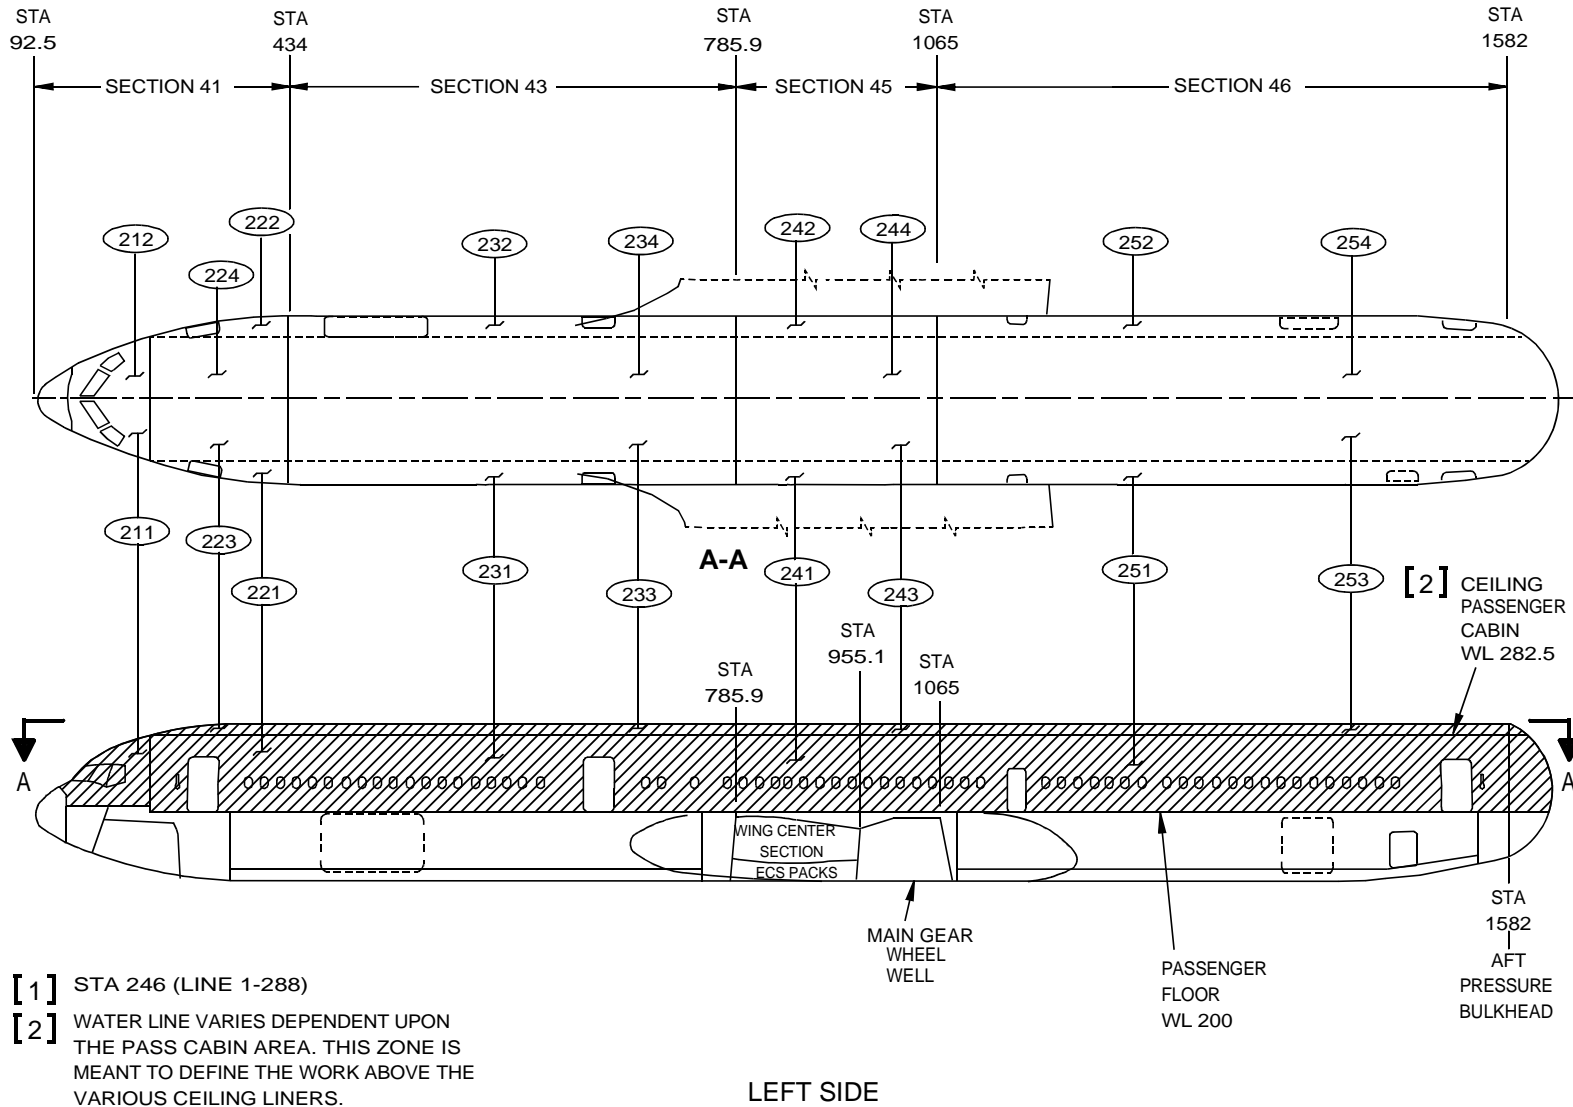 STA
92.5
STA
434
STA
785.9
STA
1065
STA
1582
SECTION 41
SECTION 43
SECTION 45
SECTION 46
212
224
222
232
234
242
244
252
254
211
223
221
231
233
A-A
241
243
251
253
[2] CEILING
PASSENGER
CABIN
WL 282.5
STA
785.9
STA
955.1
STA
1065
A
A
WING CENTER
SECTION
ECS PACKS
MAIN GEAR
WHEEL
WELL
PASSENGER
FLOOR
WL 200
STA
1582
AFT
PRESSURE
BULKHEAD
[1] STA 246 (LINE 1-288)
[2] WATER LINE VARIES DEPENDENT UPON
THE PASS CABIN AREA. THIS ZONE IS
MEANT TO DEFINE THE WORK ABOVE THE
VARIOUS CEILING LINERS.
LEFT SIDE